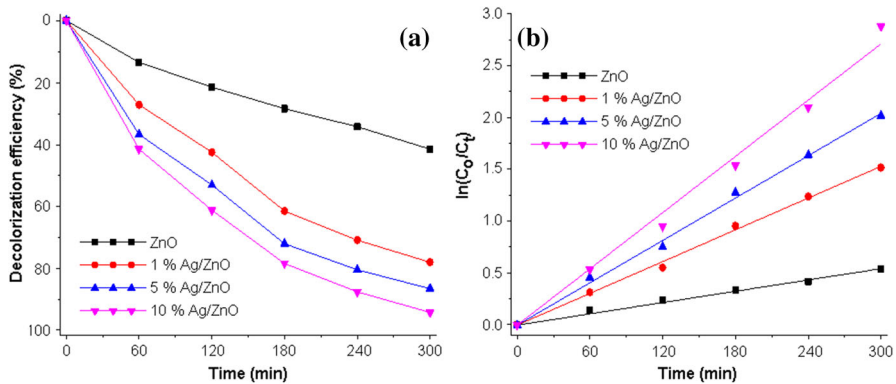 (a)
Decolorization efficiency (%)
0
20
40
60
80
100
ZnO
1 % Ag/ZnO
5 % Ag/ZnO
10 % Ag/ZnO
0 60 120 180 240 300
Time (min)
(b)
ln(Co/Ct)
3.0
2.5
2.0
1.5
1.0
0.5
0.0
ZnO
1 % Ag/ZnO
5 % Ag/ZnO
10 % Ag/ZnO
0 60 120 180 240 300
Time (min)